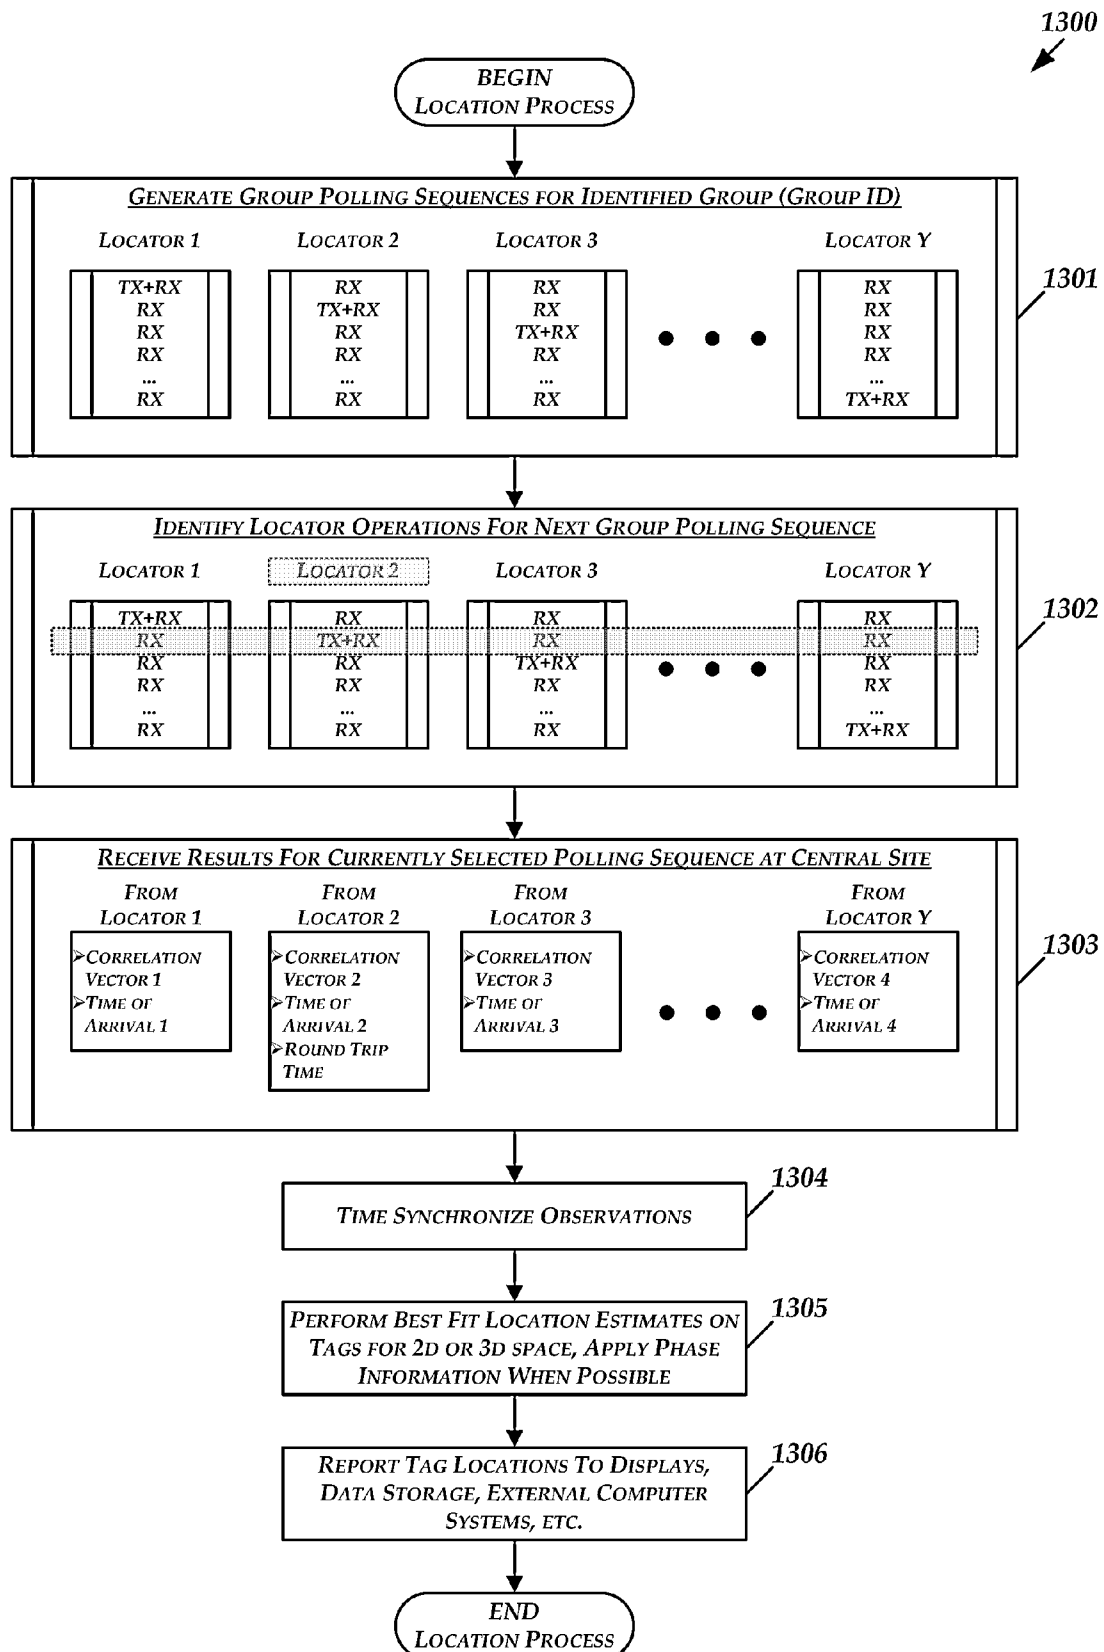 1300
BEGIN
LOCATION PROCESS
GENERATE GROUP POLLING SEQUENCES FOR IDENTIFIED GROUP (GROUP ID)
LOCATOR 1 LOCATOR 2 LOCATOR 3 LOCATOR Y
TX+RX RX RX RX
RX TX+RX RX RX
RX RX TX+RX RX
RX RX RX RX
... ... ... ...
RX RX RX TX+RX
1301
IDENTIFY LOCATOR OPERATIONS FOR NEXT GROUP POLLING SEQUENCE
LOCATOR 1 LOCATOR 2 LOCATOR 3 LOCATOR Y
TX+RX RX RX RX
RX TX+RX RX RX
RX RX TX+RX RX
RX RX RX RX
... ... ... ...
RX RX RX TX+RX
1302
RECEIVE RESULTS FOR CURRENTLY SELECTED POLLING SEQUENCE AT CENTRAL SITE
FROM
LOCATOR 1
➢CORRELATION
VECTOR 1
➢TIME OF
ARRIVAL 1
FROM
LOCATOR 2
➢CORRELATION
VECTOR 2
➢TIME OF
ARRIVAL 2
➢ROUND TRIP
TIME
FROM
LOCATOR 3
➢CORRELATION
VECTOR 3
➢TIME OF
ARRIVAL 3
FROM
LOCATOR Y
➢CORRELATION
VECTOR 4
➢TIME OF
ARRIVAL 4
1303
TIME SYNCHRONIZE OBSERVATIONS
1304
PERFORM BEST FIT LOCATION ESTIMATES ON
TAGS FOR 2D OR 3D SPACE, APPLY PHASE
INFORMATION WHEN POSSIBLE
1305
REPORT TAG LOCATIONS TO DISPLAYS,
DATA STORAGE, EXTERNAL COMPUTER
SYSTEMS, ETC.
1306
END
LOCATION PROCESS